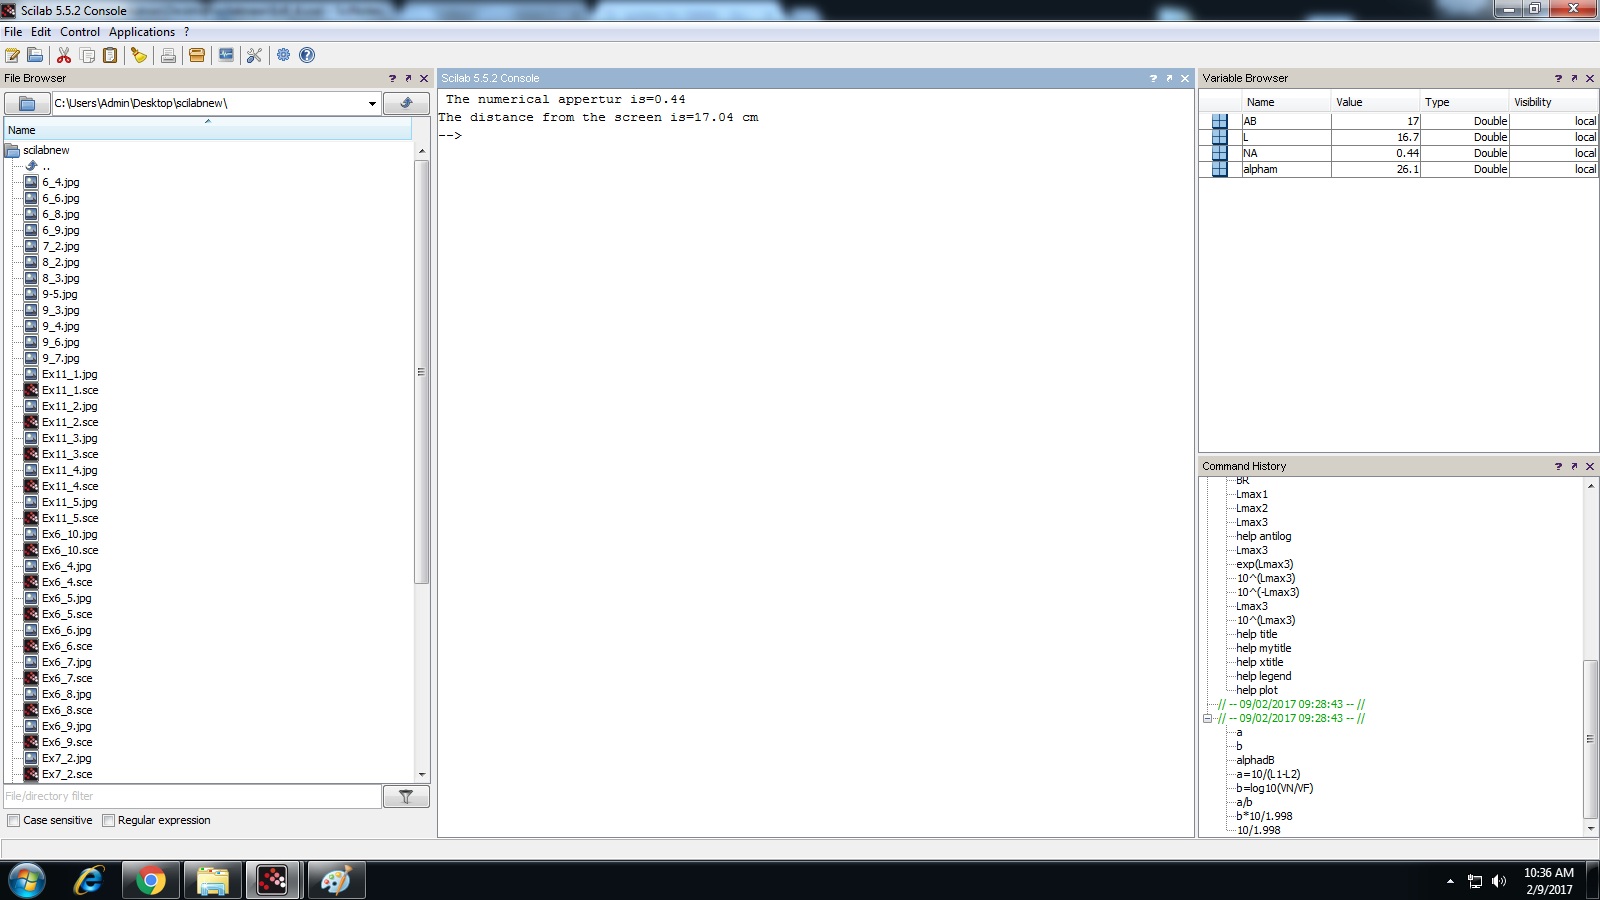 Scilab 5.5.2 Console
File Edit Control Applications ?
File Browser
C:\Users\Admin\Desktop\scilabnew\
Name
scilabnew
..
6_4.jpg
6_6.jpg
6_8.jpg
6_9.jpg
7_2.jpg
8_2.jpg
8_3.jpg
9-5.jpg
9_3.jpg
9_4.jpg
9_6.jpg
9_7.jpg
Ex11_1.jpg
Ex11_1.sce
Ex11_2.jpg
Ex11_2.sce
Ex11_3.jpg
Ex11_3.sce
Ex11_4.jpg
Ex11_4.sce
Ex11_5.jpg
Ex11_5.sce
Ex6_10.jpg
Ex6_10.sce
Ex6_4.jpg
Ex6_4.sce
Ex6_5.jpg
Ex6_5.sce
Ex6_6.jpg
Ex6_6.sce
Ex6_7.jpg
Ex6_7.sce
Ex6_8.jpg
Ex6_8.sce
Ex6_9.jpg
Ex6_9.sce
Ex7_2.jpg
Ex7_2.sce
File/directory filter
Case sensitive Regular expression
Scilab 5.5.2 Console
The numerical appertur is=0.44
The distance from the screen is=17.04 cm
-->
Variable Browser
Name Value Type Visibility
AB 17 Double local
L 16.7 Double local
NA 0.44 Double local
alpham 26.1 Double local
Command History
BR
Lmax1
Lmax2
Lmax3
help antilog
Lmax3
exp(Lmax3)
10^(Lmax3)
10^(-Lmax3)
Lmax3
10^(Lmax3)
help title
help mytitle
help xtitle
help legend
help plot
// -- 09/02/2017 09:28:43 -- //
// -- 09/02/2017 09:28:43 -- //
a
b
alphadB
a=10/(L1-L2)
b=log10(VN/VF)
a/b
b*10/1.998
10/1.998
10:36 AM
2/9/2017